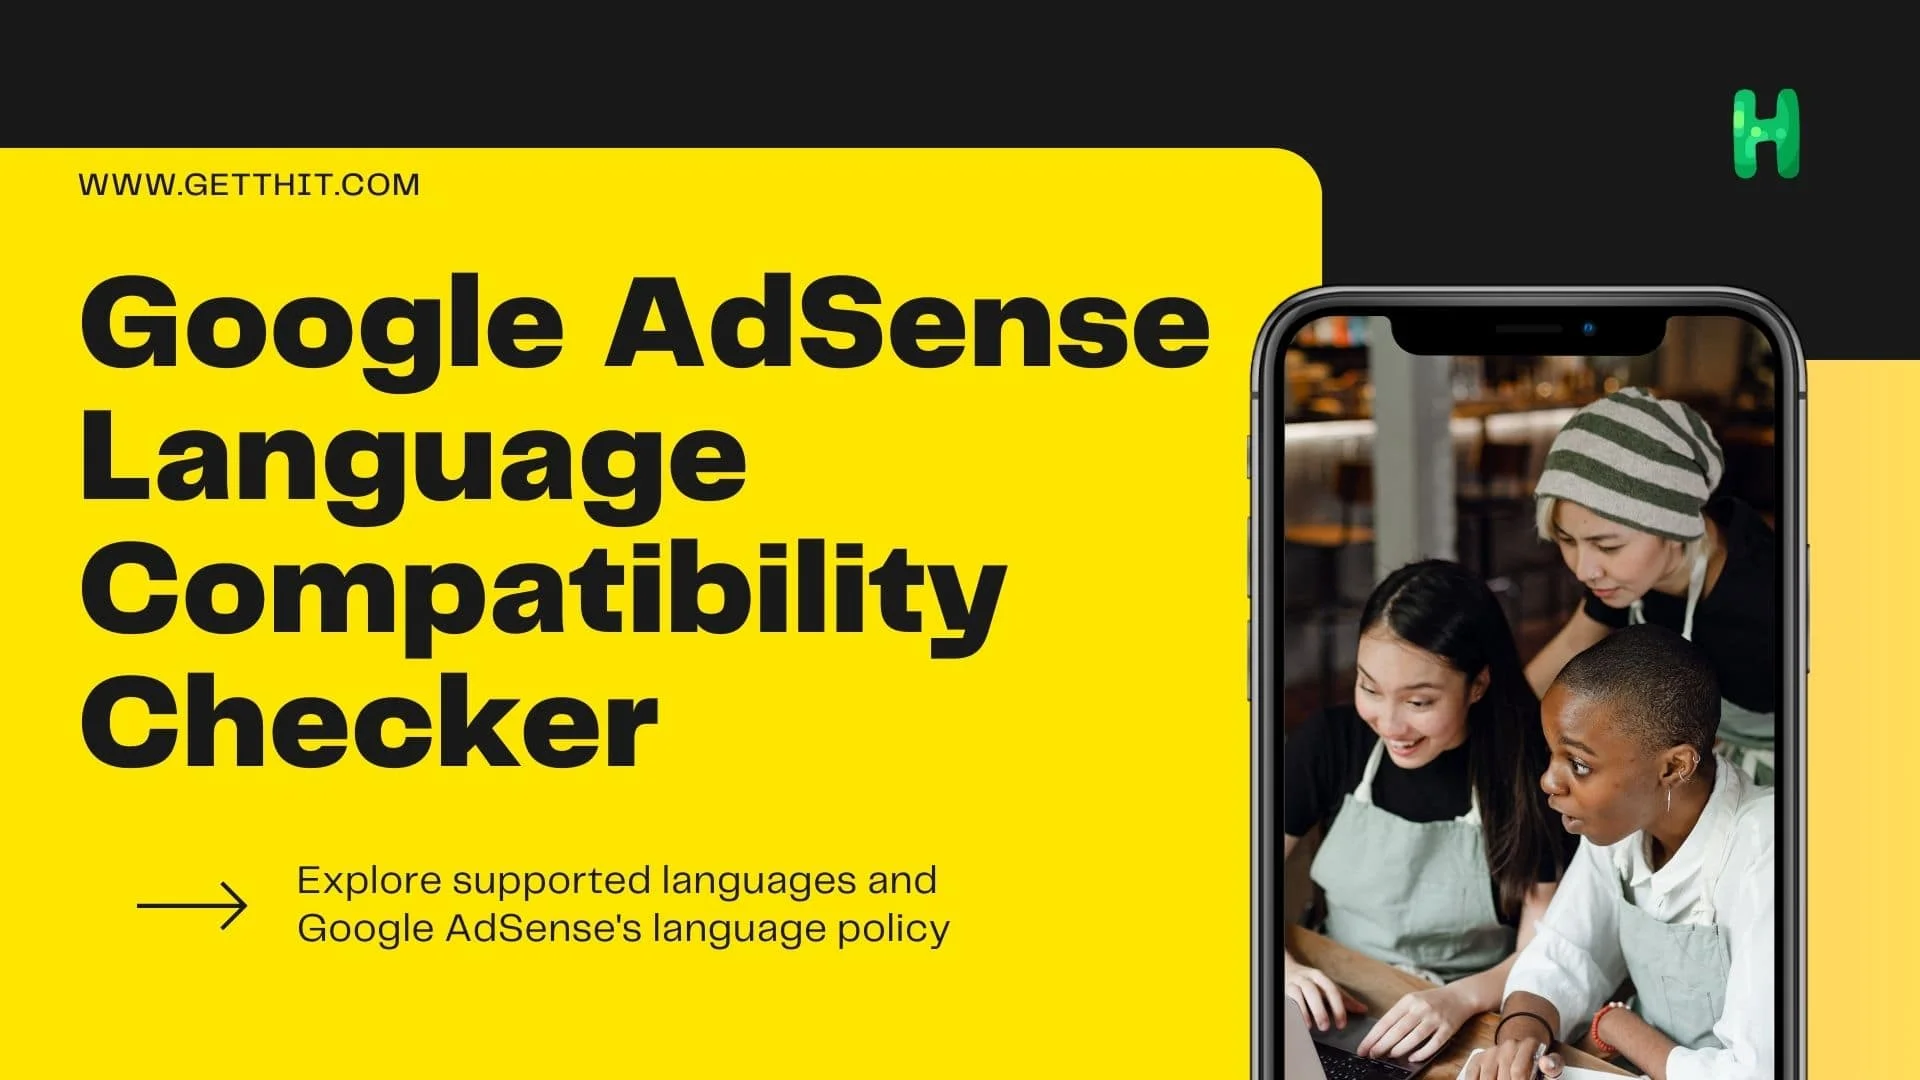 H
WWW.GETTHIT.COM
Google AdSense
Language
Compatibility
Checker
Explore supported languages and
Google AdSense's language policy